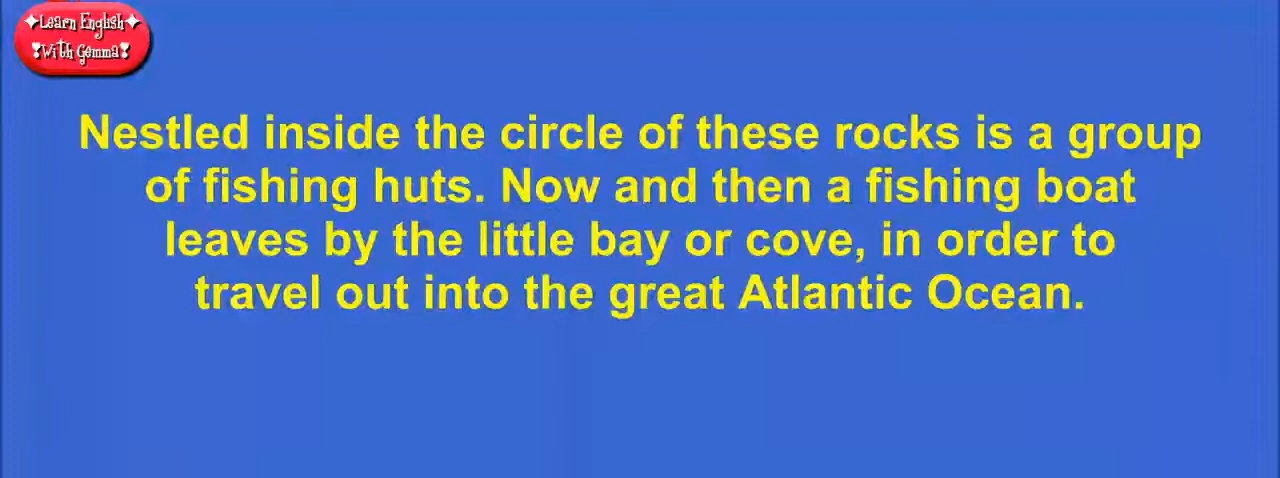 ✦Learn English✦
❣With Gemma❣
Nestled inside the circle of these rocks is a group
of fishing huts. Now and then a fishing boat
leaves by the little bay or cove, in order to
travel out into the great Atlantic Ocean.